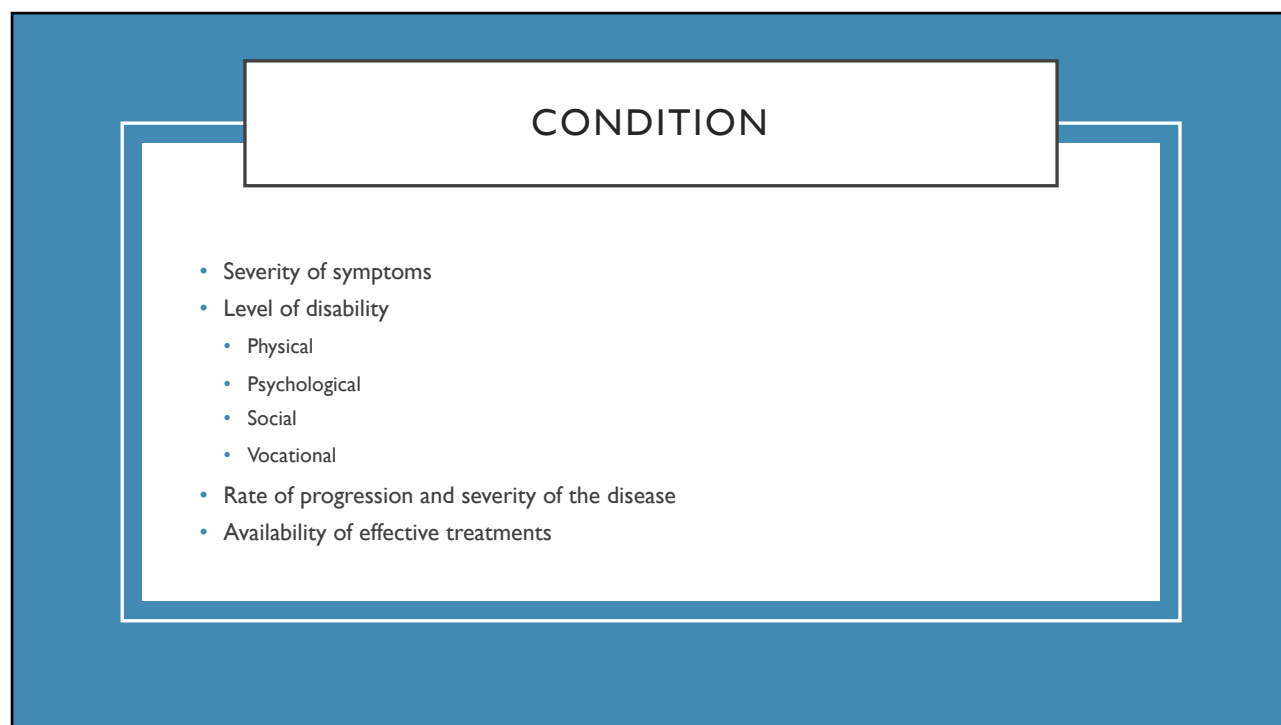 CONDITION
• Severity of symptoms
• Level of disability
• Physical
• Psychological
• Social
• Vocational
• Rate of progression and severity of the disease
• Availability of effective treatments